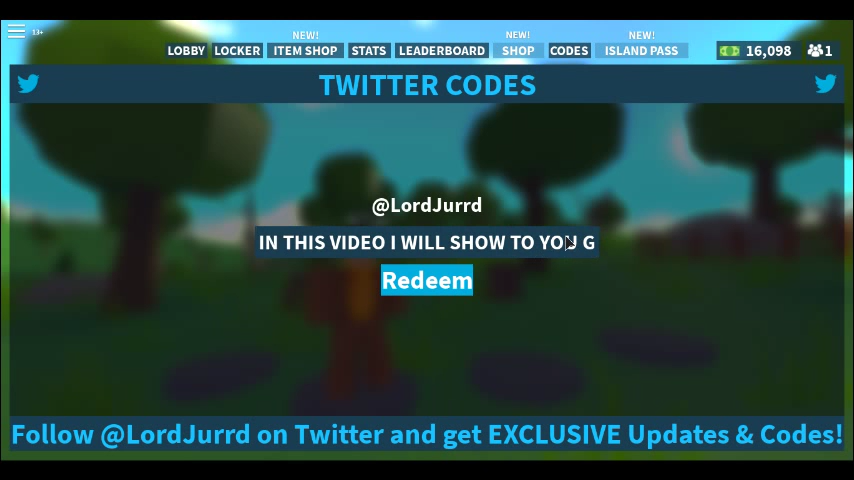 13+
NEW! NEW! NEW!
LOBBY LOCKER ITEM SHOP STATS LEADERBOARD SHOP CODES ISLAND PASS 16,098 1
TWITTER CODES
@LordJurrd
IN THIS VIDEO I WILL SHOW TO YOU G
Redeem
Follow @LordJurrd on Twitter and get EXCLUSIVE Updates & Codes!